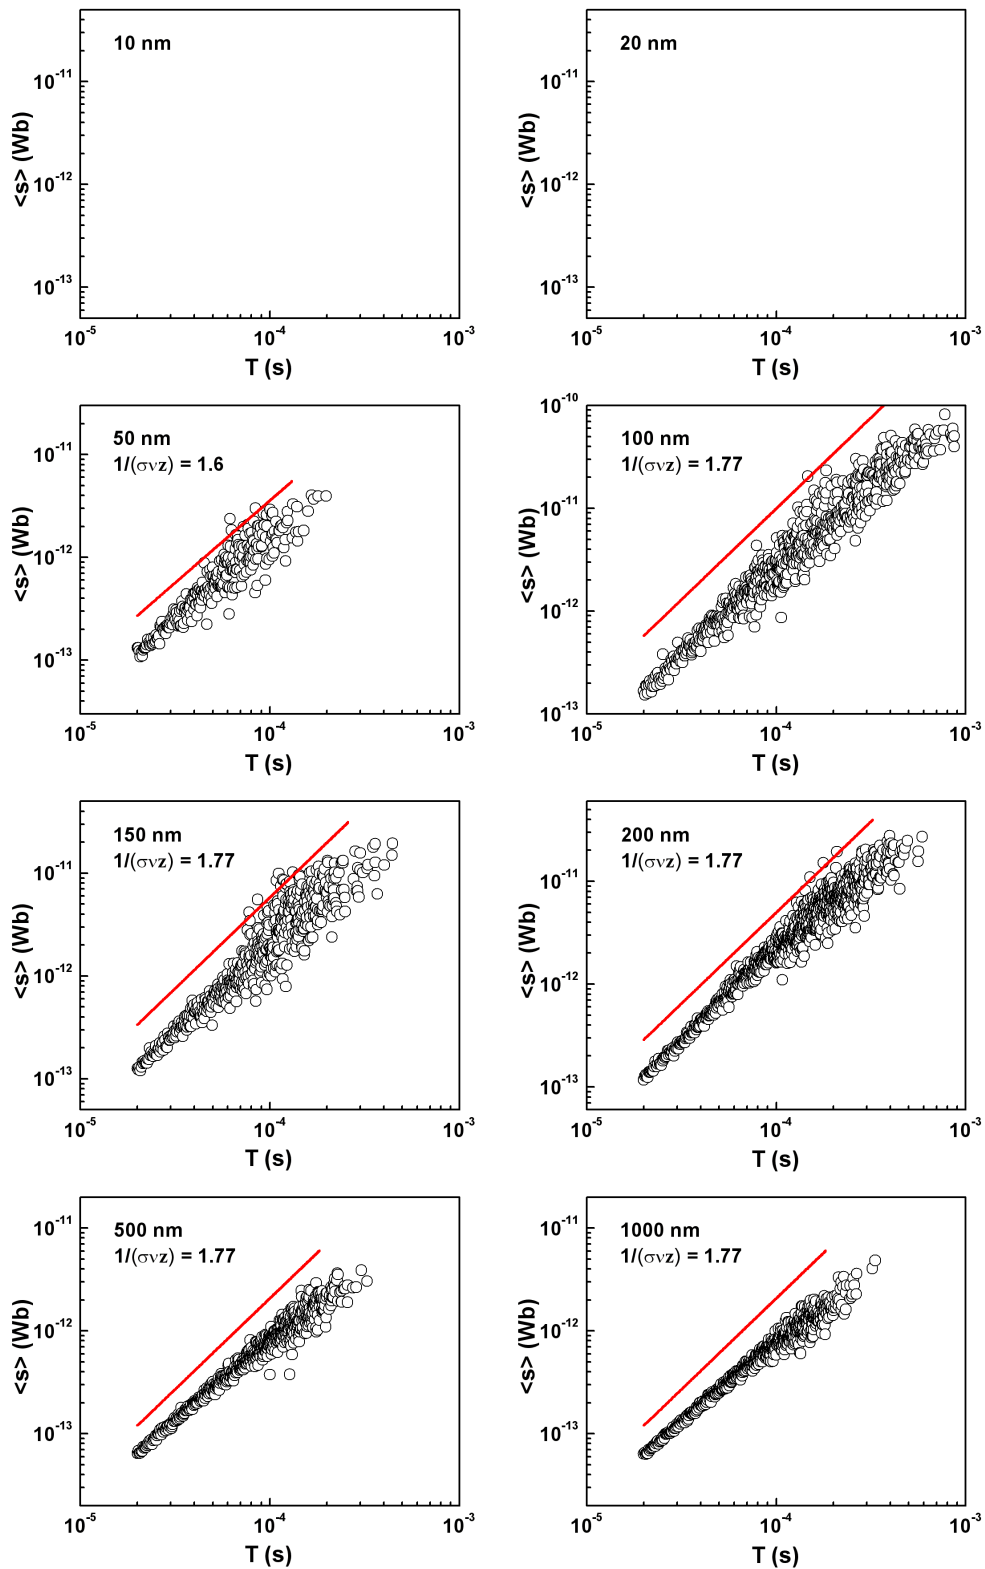 10 nm
20 nm
10-11
10-12
10-13
<s> (Wb)
10-5
10-4
10-3
T (s)
10-11
10-12
10-13
<s> (Wb)
10-5
10-4
10-3
T (s)
50 nm
1/(σνz) = 1.6
10-11
10-12
10-13
<s> (Wb)
10-5
10-4
10-3
T (s)
100 nm
1/(σνz) = 1.77
10-10
10-11
10-12
10-13
<s> (Wb)
10-5
10-4
10-3
T (s)
150 nm
1/(σνz) = 1.77
10-11
10-12
10-13
<s> (Wb)
10-5
10-4
10-3
T (s)
200 nm
1/(σνz) = 1.77
10-11
10-12
10-13
<s> (Wb)
10-5
10-4
10-3
T (s)
500 nm
1/(σνz) = 1.77
10-11
10-12
10-13
<s> (Wb)
10-5
10-4
10-3
T (s)
1000 nm
1/(σνz) = 1.77
10-11
10-12
10-13
<s> (Wb)
10-5
10-4
10-3
T (s)